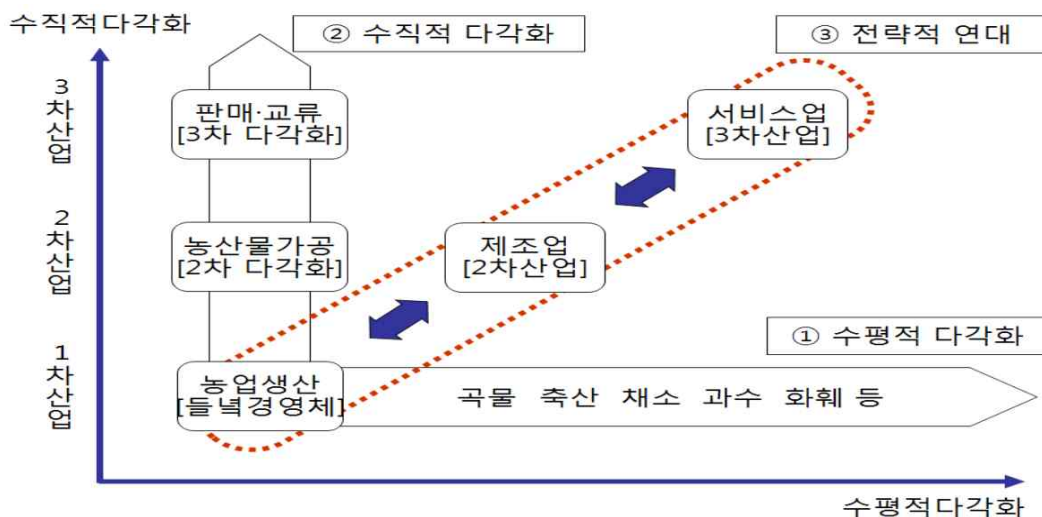 수직적다각화
② 수직적 다각화
③ 전략적 연대
3차산업
판매·교류
[3차 다각화]
서비스업
[3차산업]
2차산업
농산물가공
[2차 다각화]
제조업
[2차산업]
① 수평적 다각화
1차산업
농업생산
[들녘경영체]
곡물 축산 채소 과수 화훼 등
수평적다각화